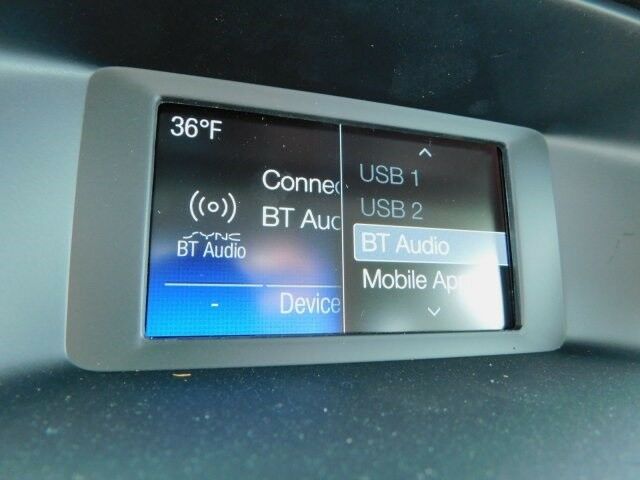 36°F
Connec
BT Aud
SYNC
BT Audio
-
Device
USB 1
USB 2
BT Audio
Mobile App